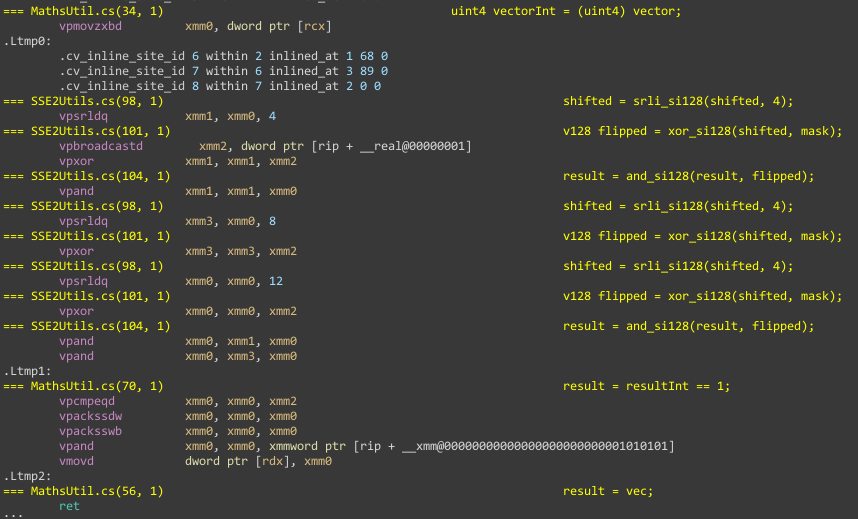 === MathsUtil.cs(34, 1) uint4 vectorInt = (uint4) vector;
vpmovzxbd xmm0, dword ptr [rcx]
.Ltmp0:
.cv_inline_site_id 6 within 2 inlined_at 1 68 0
.cv_inline_site_id 7 within 6 inlined_at 3 89 0
.cv_inline_site_id 8 within 7 inlined_at 2 0 0
=== SSE2Utils.cs(98, 1) shifted = srli_si128(shifted, 4);
vpsrldq xmm1, xmm0, 4
=== SSE2Utils.cs(101, 1) v128 flipped = xor_si128(shifted, mask);
vpbroadcastd xmm2, dword ptr [rip + __real@00000001]
vpxor xmm1, xmm1, xmm2
=== SSE2Utils.cs(104, 1) result = and_si128(result, flipped);
vpand xmm1, xmm1, xmm0
=== SSE2Utils.cs(98, 1) shifted = srli_si128(shifted, 4);
vpsrldq xmm3, xmm0, 8
=== SSE2Utils.cs(101, 1) v128 flipped = xor_si128(shifted, mask);
vpxor xmm3, xmm3, xmm2
=== SSE2Utils.cs(98, 1) shifted = srli_si128(shifted, 4);
vpsrldq xmm0, xmm0, 12
=== SSE2Utils.cs(101, 1) v128 flipped = xor_si128(shifted, mask);
vpxor xmm0, xmm0, xmm2
=== SSE2Utils.cs(104, 1) result = and_si128(result, flipped);
vpand xmm0, xmm1, xmm0
vpand xmm0, xmm3, xmm0
.Ltmp1:
=== MathsUtil.cs(70, 1) result = resultInt == 1;
vpcmpeqd xmm0, xmm0, xmm2
vpackssdw xmm0, xmm0, xmm0
vpacksswb xmm0, xmm0, xmm0
vpand xmm0, xmm0, xmmword ptr [rip + __xmm@00000000000000000000000001010101]
vmovd dword ptr [rdx], xmm0
.Ltmp2:
=== MathsUtil.cs(56, 1) result = vec;
ret
...